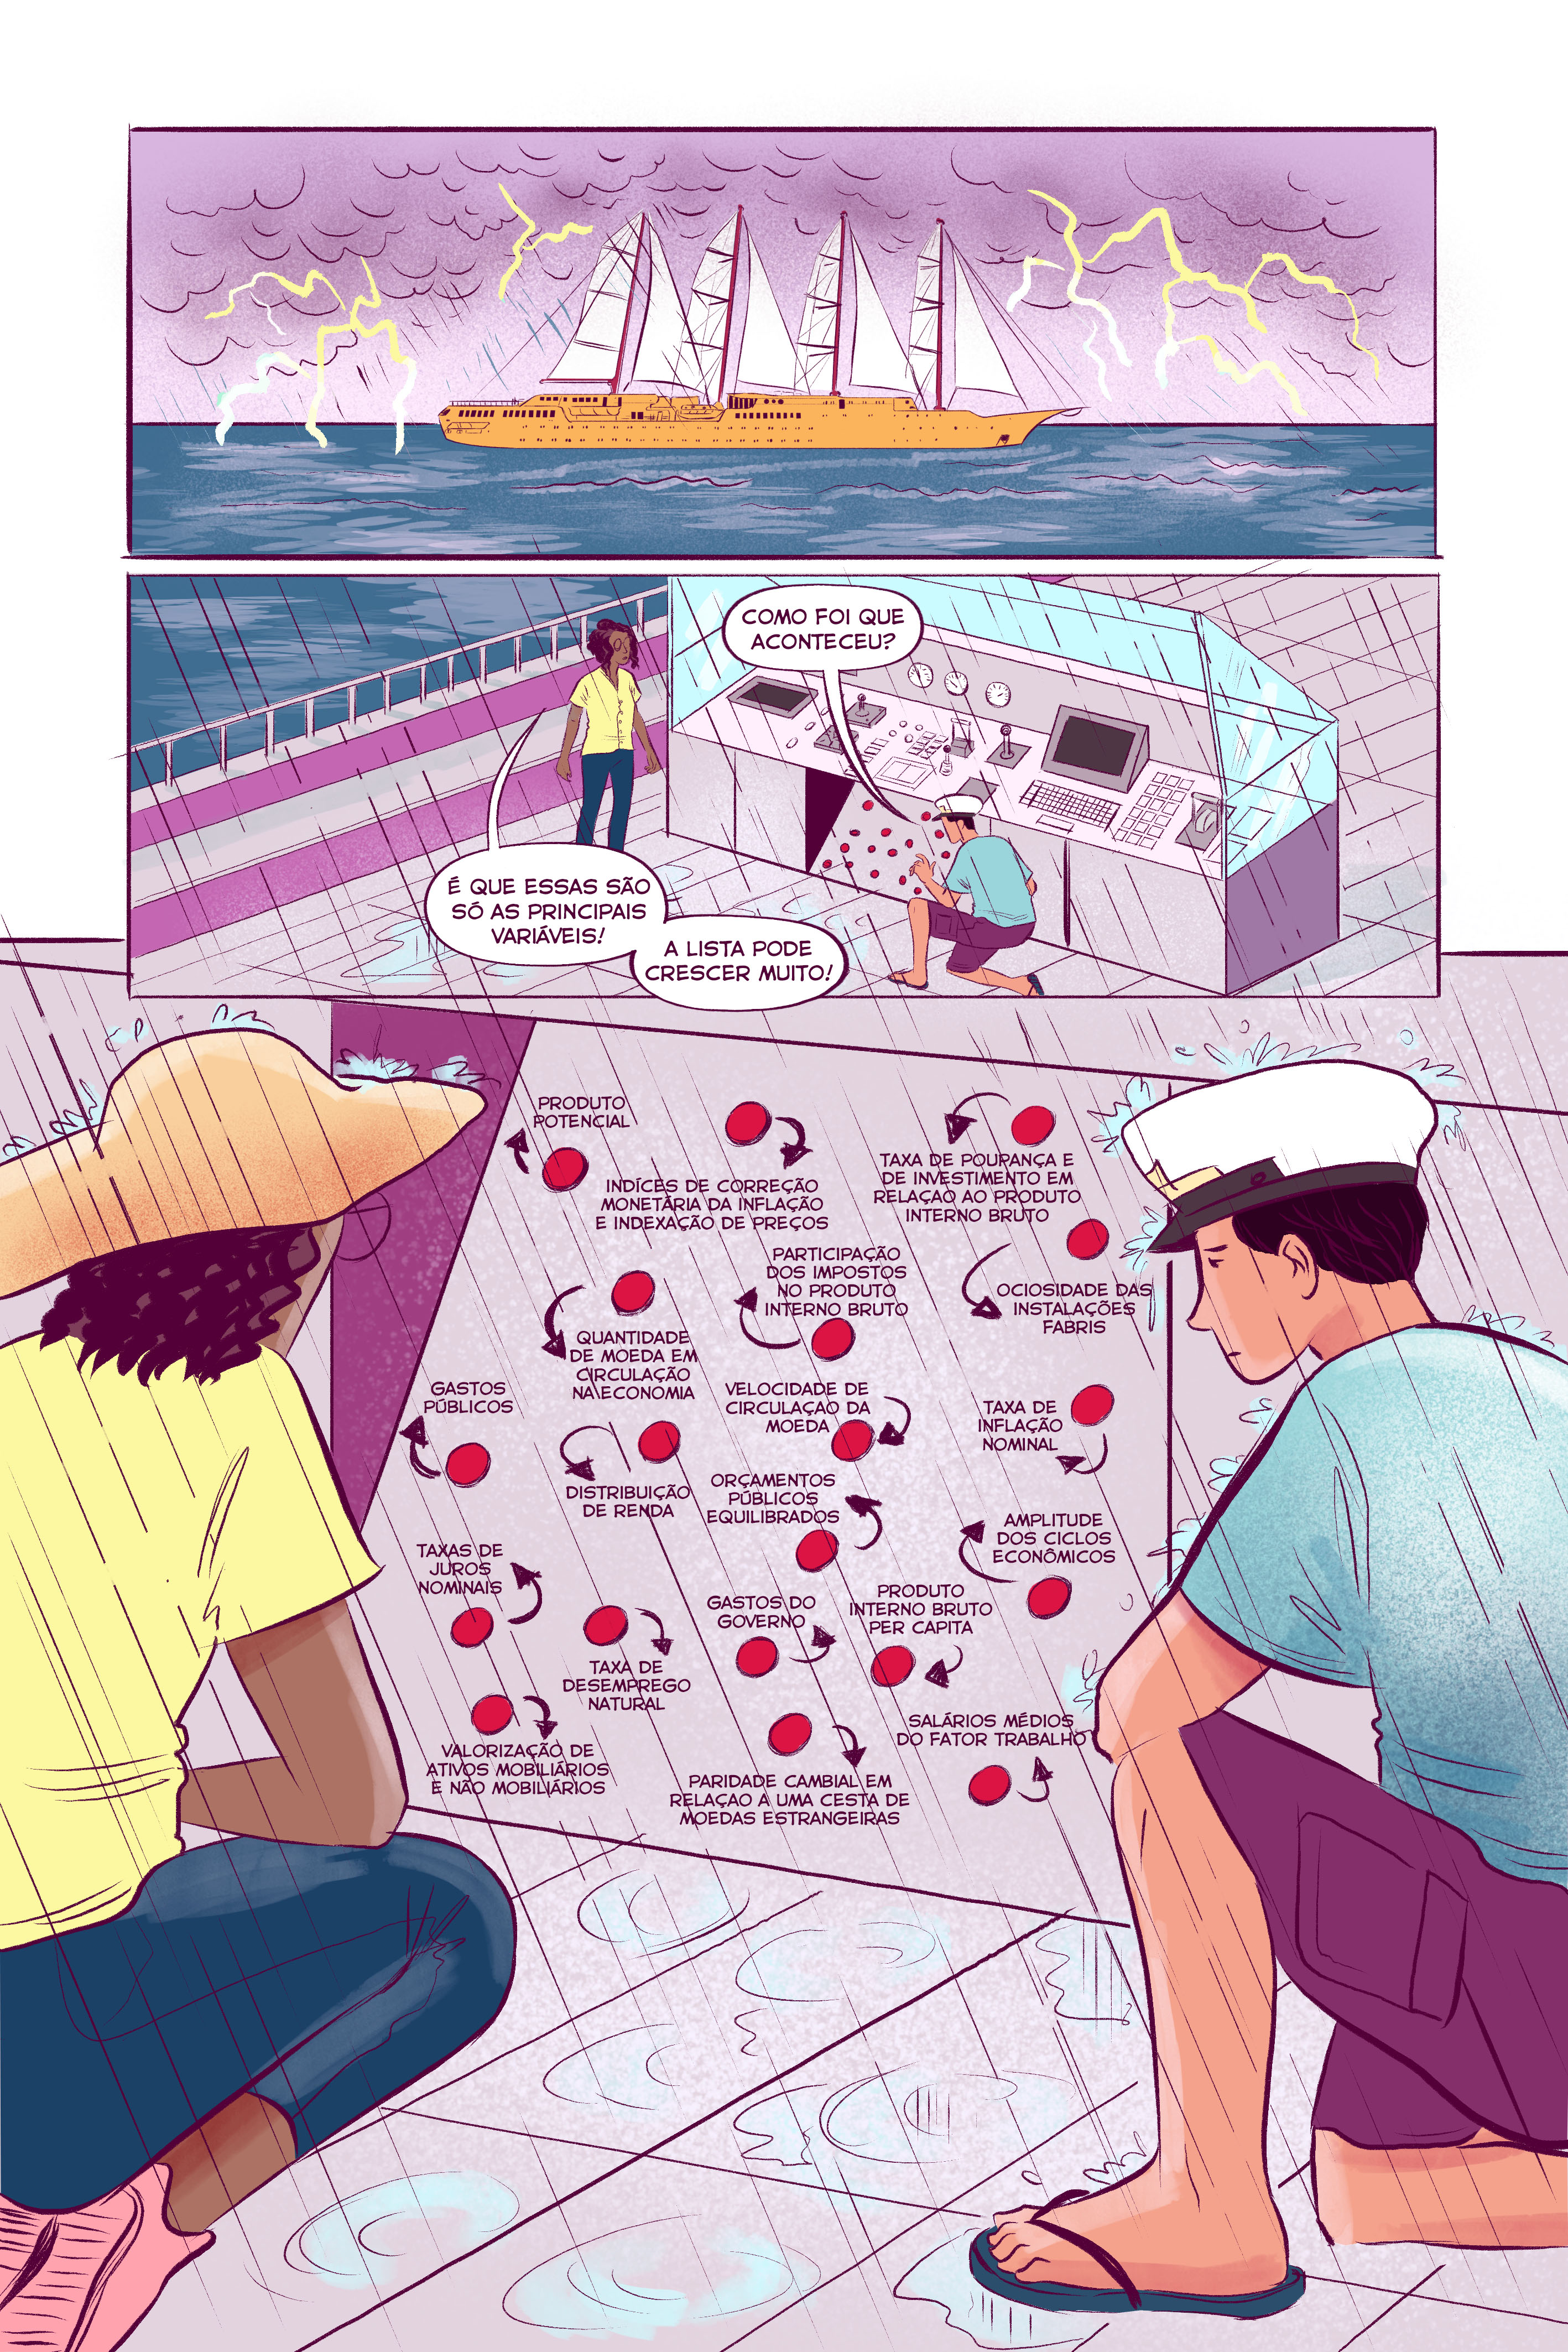 COMO FOI QUE
ACONTECEU?
É QUE ESSAS SÃO
SÓ AS PRINCIPAIS
VARIÁVEIS!
A LISTA PODE
CRESCER MUITO!
PRODUTO
POTENCIAL
INDÍCES DE CORREÇÃO
MONETÁRIA DA INFLAÇÃO
E INDEXAÇÃO DE PREÇOS
TAXA DE POUPANÇA E
DE INVESTIMENTO EM
RELAÇAO AO PRODUTO
INTERNO BRUTO
PARTICIPAÇÃO
DOS IMPOSTOS
NO PRODUTO
INTERNO BRUTO
OCIOSIDADE DAS
INSTALAÇÕES
FABRIS
QUANTIDADE
DE MOEDA EM
CIRCULAÇÃO
NA ECONOMIA
GASTOS
PÚBLICOS
VELOCIDADE DE
CIRCULAÇAO DA
MOEDA
TAXA DE
INFLAÇÃO
NOMINAL
DISTRIBUIÇÃO
DE RENDA
ORÇAMENTOS
PÚBLICOS
EQUILIBRADOS
AMPLITUDE
DOS CICLOS
ECONÔMICOS
TAXAS DE
JUROS
NOMINAIS
GASTOS DO
GOVERNO
PRODUTO
INTERNO BRUTO
PER CAPITA
TAXA DE
DESEMPREGO
NATURAL
SALÁRIOS MÉDIOS
DO FATOR TRABALHO
VALORIZAÇÃO DE
ATIVOS MOBILIÁRIOS
E NÃO MOBILIÁRIOS
PARIDADE CAMBIAL EM
RELAÇAO A UMA CESTA DE
MOEDAS ESTRANGEIRAS